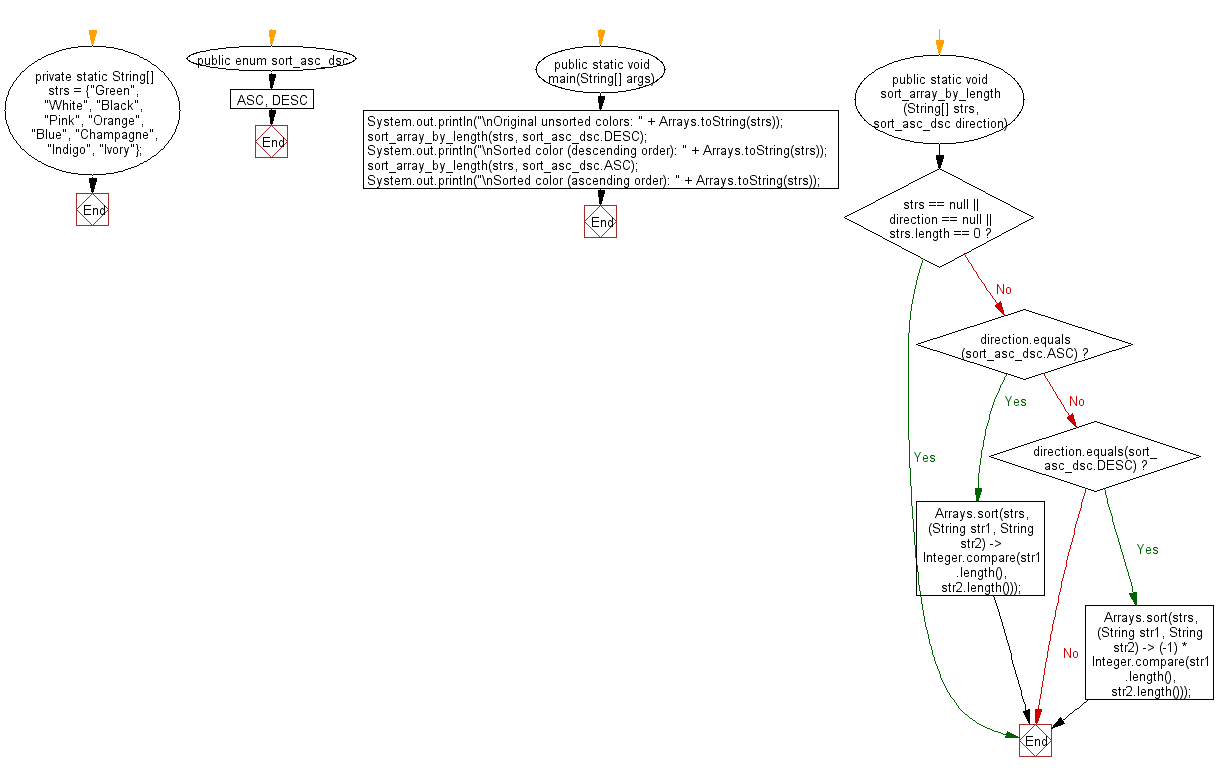 private static String[]
strs = {"Green",
"White", "Black",
"Pink", "Orange",
"Blue", "Champagne",
"Indigo", "Ivory"};
End
public enum sort_asc_dsc
ASC, DESC
End
public static void
main(String[] args)
System.out.println("\nOriginal unsorted colors: " + Arrays.toString(strs));
sort_array_by_length(strs, sort_asc_dsc.DESC);
System.out.println("\nSorted color (descending order): " + Arrays.toString(strs));
sort_array_by_length(strs, sort_asc_dsc.ASC);
System.out.println("\nSorted color (ascending order): " + Arrays.toString(strs));
End
public static void
sort_array_by_length
(String[] strs,
sort_asc_dsc direction)
strs == null ||
direction == null ||
strs.length == 0 ?
No
direction.equals
(sort_asc_dsc.ASC) ?
Yes
No
direction.equals(sort_
asc_dsc.DESC) ?
Yes
Arrays.sort(strs,
(String str1, String
str2) ->
Integer.compare(str1
.length(),
str2.length()));
Yes
Arrays.sort(strs,
(String str1, String
str2) -> (-1) *
Integer.compare(str1
.length(),
str2.length()));
No
End